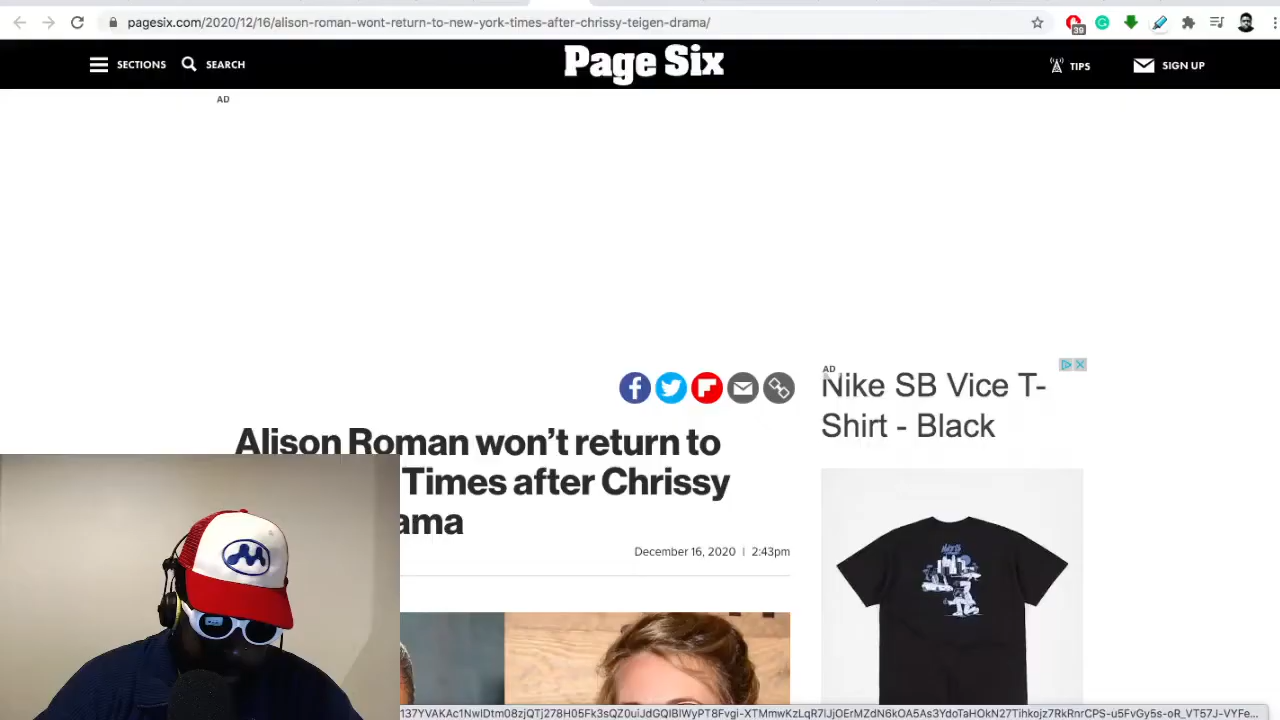 pagesix.com/2020/12/16/alison-roman-wont-return-to-new-york-times-after-chrissy-teigen-drama/
39
SECTIONS
SEARCH
Page Six
TIPS
SIGN UP
AD
AD
Nike SB Vice T-
Shirt - Black
Alison Roman won’t return to
Times after Chrissy
ama
December 16, 2020 | 2:43pm